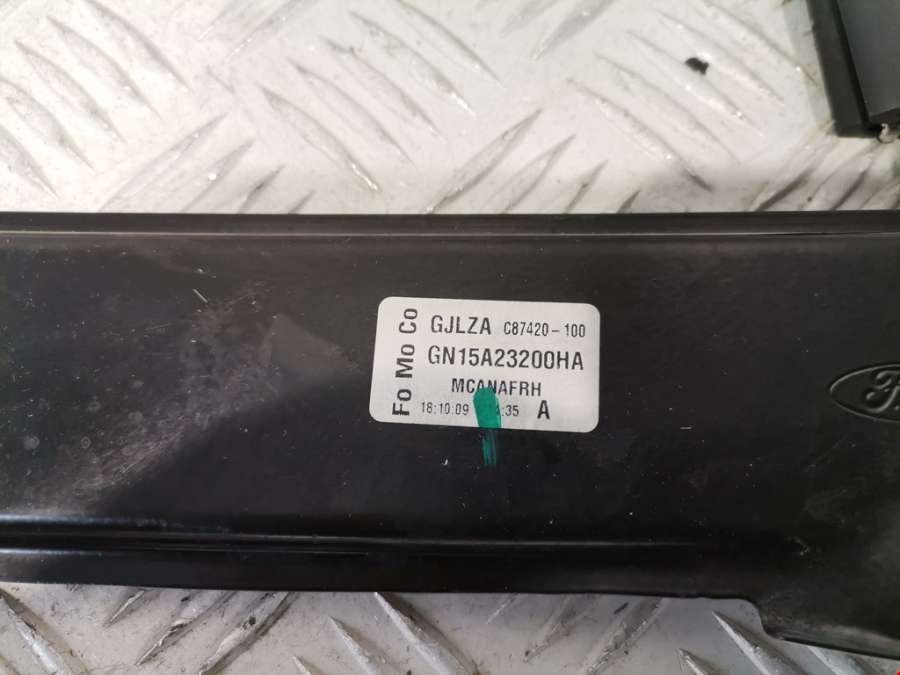 Fo Mo Co
GJLZA C87420-100
GN15A23200HA
MCANAFRH
18:10:09 :35 A